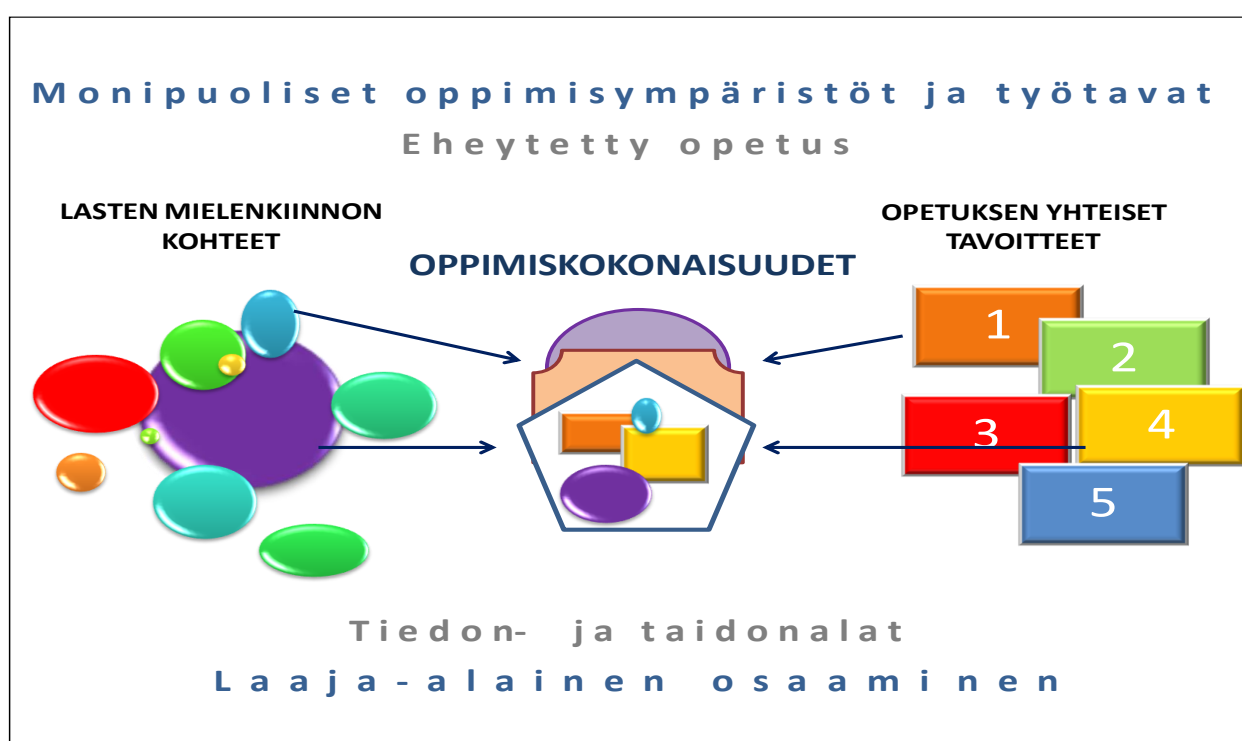 Monipuoliset oppimisympäristöt ja työtavat
Eheytetty opetus
LASTEN MIELENKIINNON
KOHTEET
OPETUKSEN YHTEISET
TAVOITTEET
OPPIMISKOKONAISUUDET
1
2
3
4
5
Tiedon- ja taidonalat
Laaja-alainen osaaminen